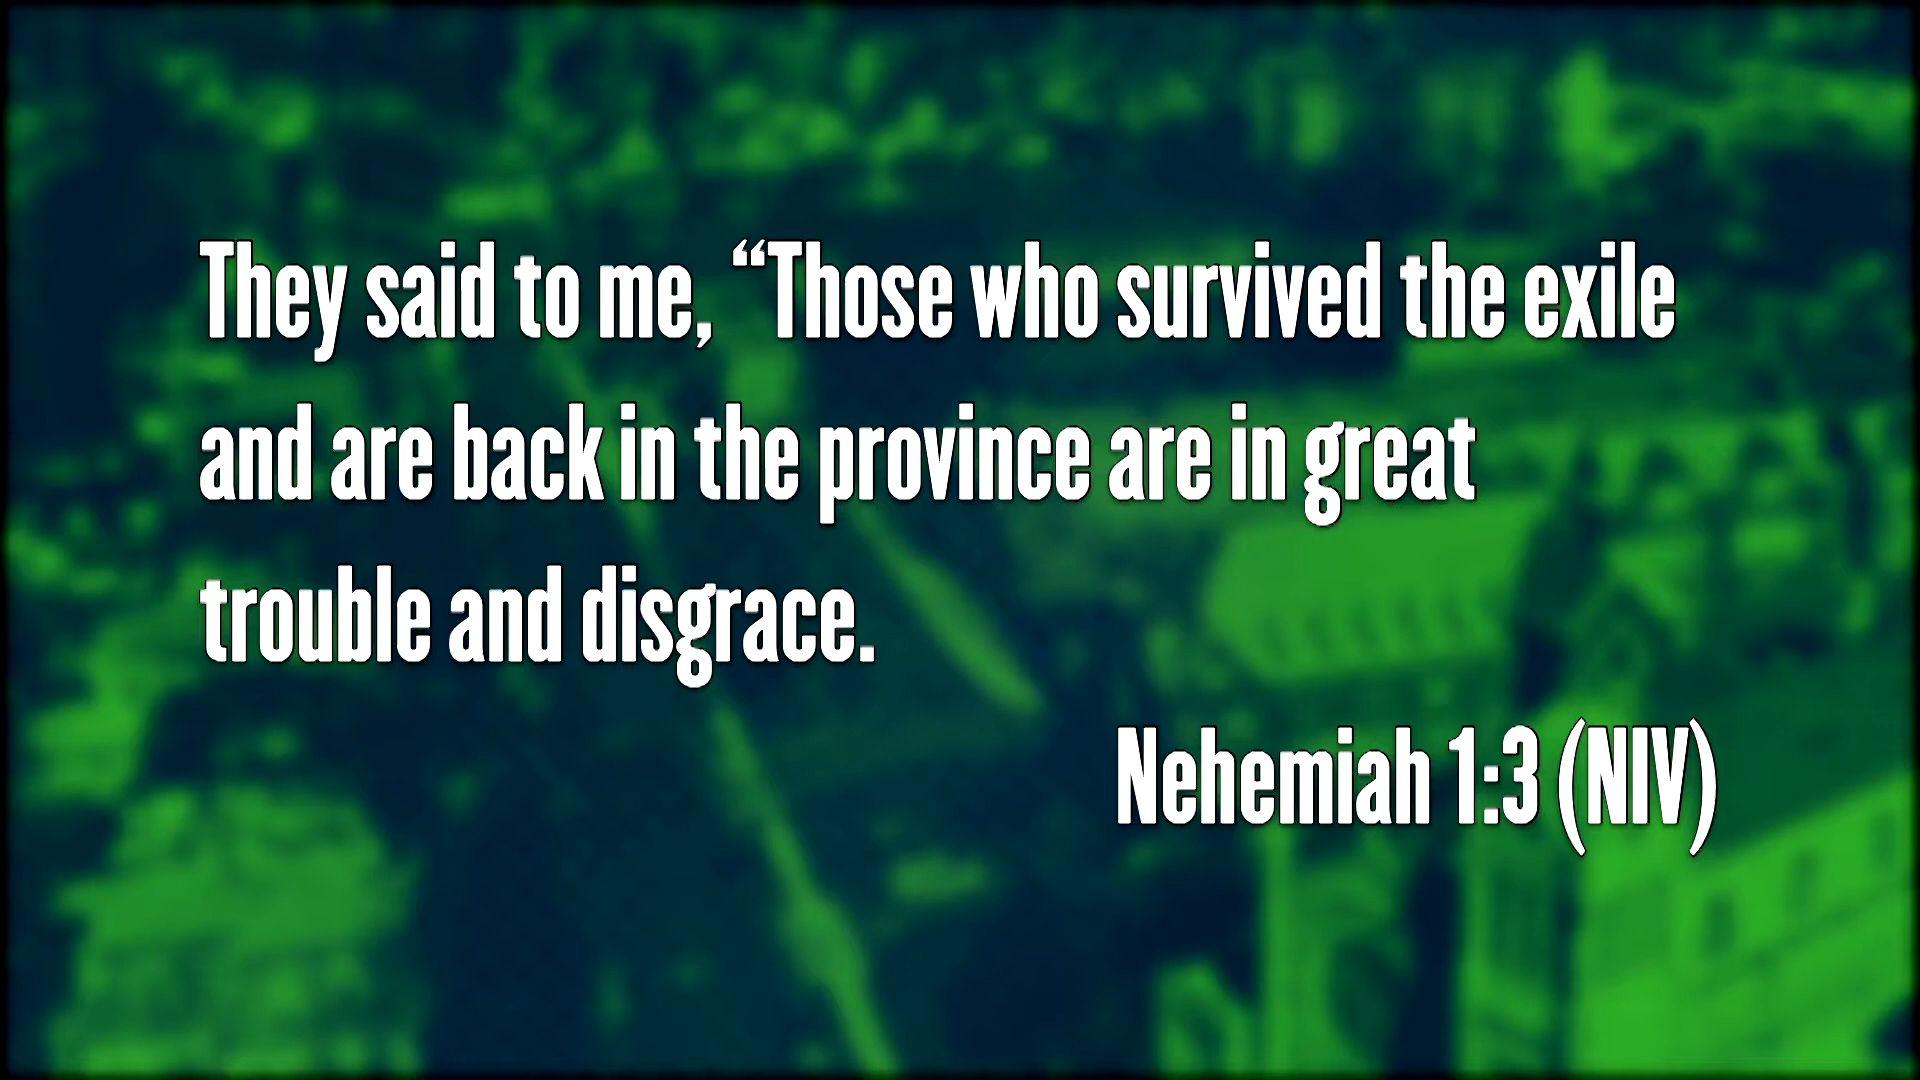 They said to me, “Those who survived the exile
and are back in the province are in great
trouble and disgrace.
Nehemiah 1:3 (NIV)